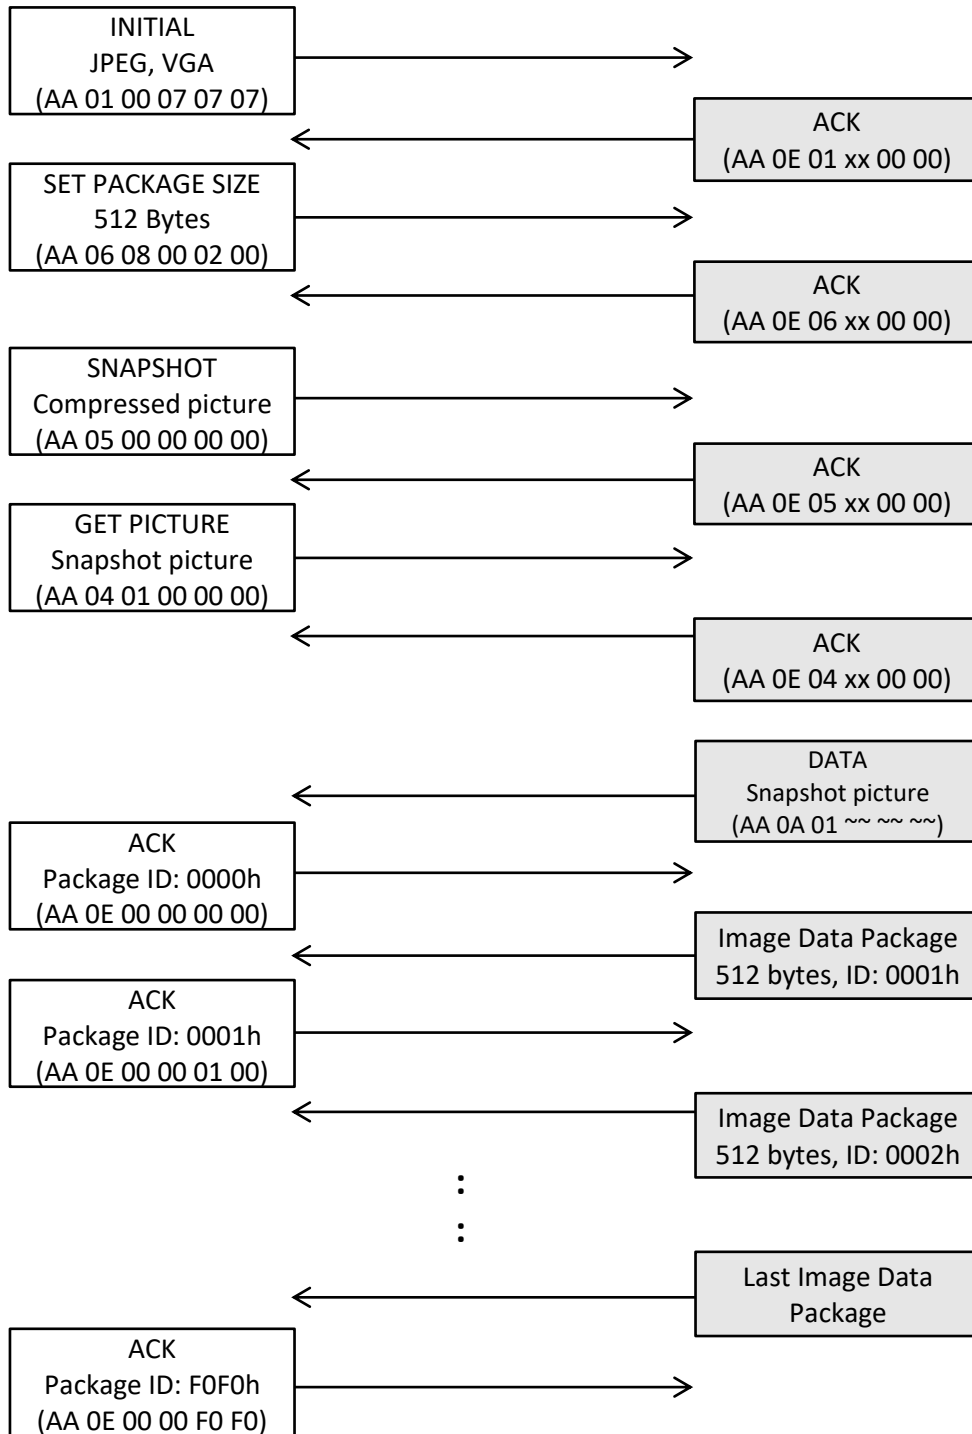 INITIAL
JPEG, VGA
(AA 01 00 07 07 07)
ACK
(AA 0E 01 xx 00 00)
SET PACKAGE SIZE
512 Bytes
(AA 06 08 00 02 00)
ACK
(AA 0E 06 xx 00 00)
SNAPSHOT
Compressed picture
(AA 05 00 00 00 00)
ACK
(AA 0E 05 xx 00 00)
GET PICTURE
Snapshot picture
(AA 04 01 00 00 00)
ACK
(AA 0E 04 xx 00 00)
DATA
Snapshot picture
(AA 0A 01 ~~ ~~ ~~)
ACK
Package ID: 0000h
(AA 0E 00 00 00 00)
Image Data Package
512 bytes, ID: 0001h
ACK
Package ID: 0001h
(AA 0E 00 00 01 00)
Image Data Package
512 bytes, ID: 0002h
:
:
Last Image Data
Package
ACK
Package ID: F0F0h
(AA 0E 00 00 F0 F0)